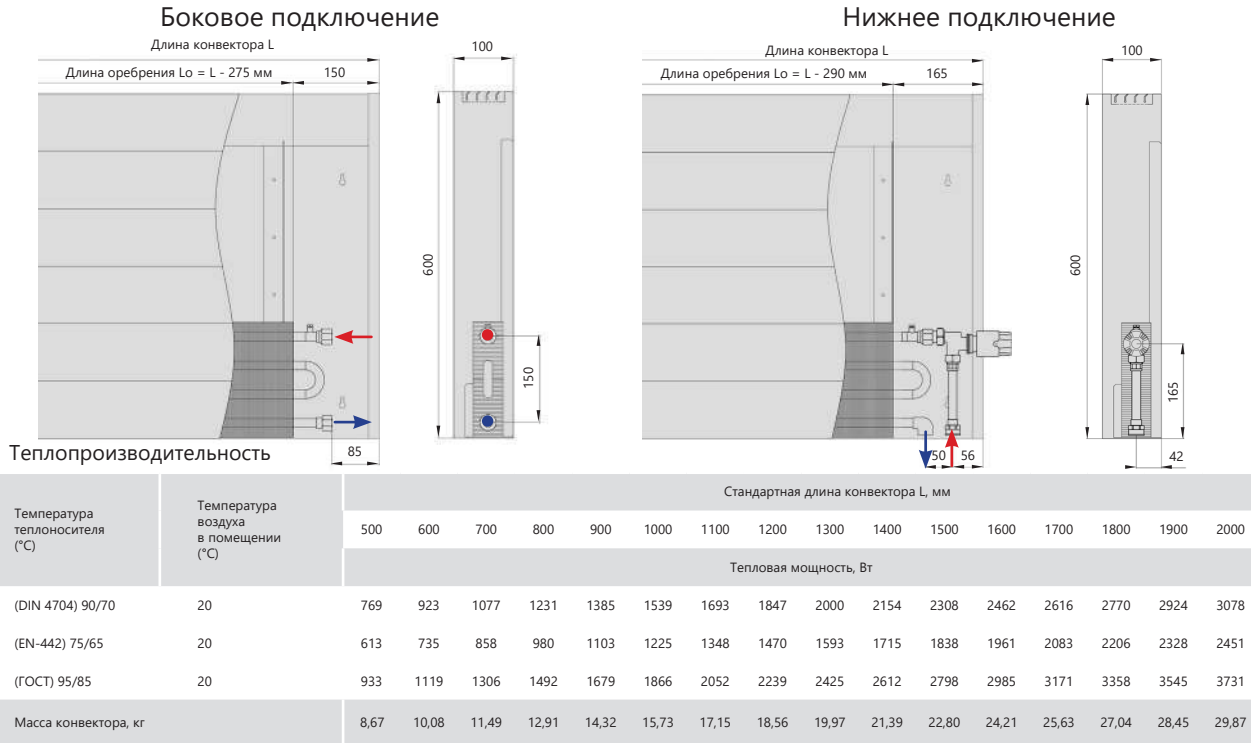 Боковое подключение
Длина конвектора L
Длина оребрения Lo = L - 275 мм
150
100
600
150
85
Нижнее подключение
Длина конвектора L
Длина оребрения Lo = L - 290 мм
165
100
600
165
50
56
42
Теплопроизводительность
Температура
теплоносителя
(°C)
Температура
воздуха
в помещении
(°C)
Стандартная длина конвектора L, мм
500 600 700 800 900 1000 1100 1200 1300 1400 1500 1600 1700 1800 1900 2000
Тепловая мощность, Вт
(DIN 4704) 90/70 20 769 923 1077 1231 1385 1539 1693 1847 2000 2154 2308 2462 2616 2770 2924 3078
(EN-442) 75/65 20 613 735 858 980 1103 1225 1348 1470 1593 1715 1838 1961 2083 2206 2328 2451
(ГОСТ) 95/85 20 933 1119 1306 1492 1679 1866 2052 2239 2425 2612 2798 2985 3171 3358 3545 3731
Масса конвектора, кг 8,67 10,08 11,49 12,91 14,32 15,73 17,15 18,56 19,97 21,39 22,80 24,21 25,63 27,04 28,45 29,87